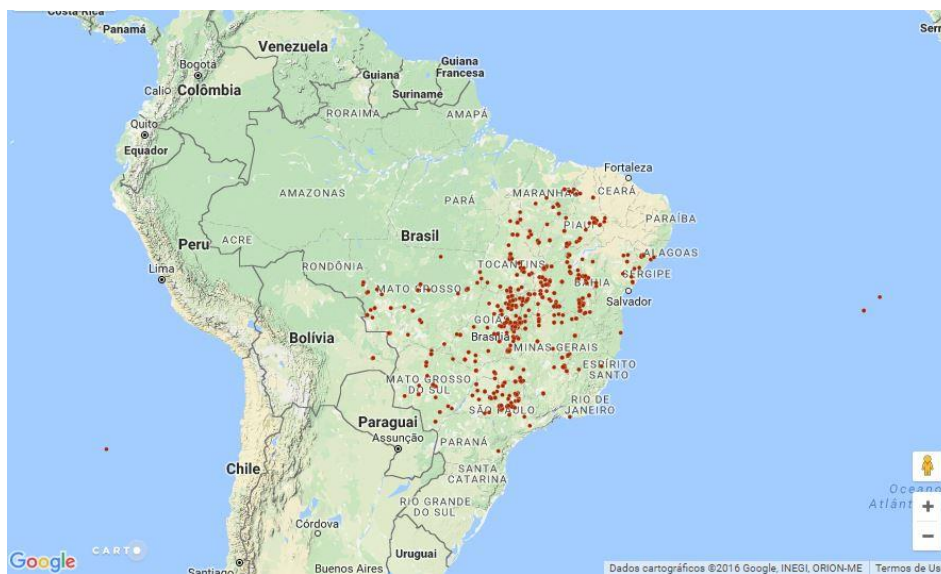 Costa Rica
Panamá
Venezuela
Serr
Bogotá
Calio
Colômbia
Guiana
Guiana
Francesa
Suriname
RORAIMA
AMAPÁ
Quito
Equador
Fortaleza
AMAZONAS
PARÁ
MARANHÃO
CEARÁ
PARAÍBA
PIAUÍ
Peru
ACRE
Brasil
ALAGOAS
RONDÔNIA
TOCANTINS
SERGIPE
Lima
MATO GROSSO
BAHIA
Salvador
GOIÁS
Bolívia
Brasília
MINAS GERAIS
ESPÍRITO
SANTO
MATO GROSSO
DO SUL
RIO DE
JANEIRO
SÃO PAULO
Paraguai
Assunção
PARANÁ
Chile
SANTA
CATARINA
Oceano
Atlânt
RIO GRANDE
DO SUL
Córdova
Uruguai
CARTO
Google
Santiago
Buenos Aires
Dados cartográficos ©2016 Google, INEGI, ORION-ME
Termos de Us